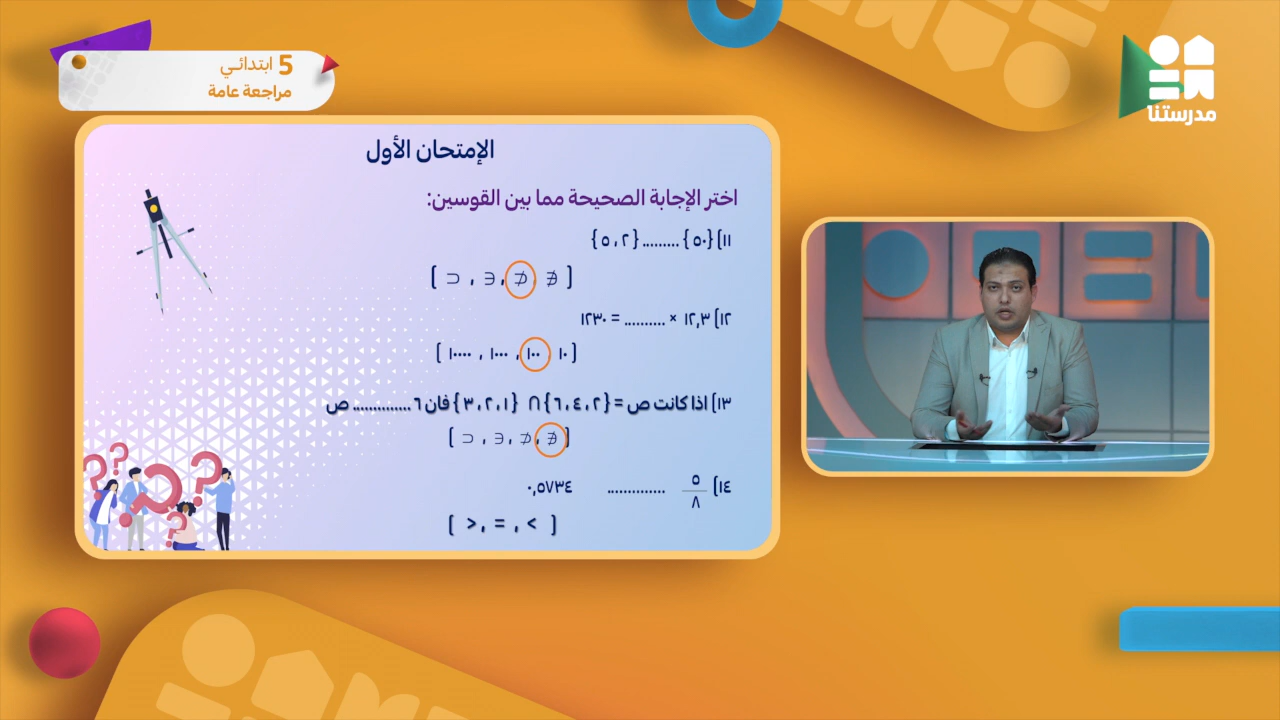 5 ابتدائي
مراجعة عامة
مدرستنا
الإمتحان الأول
اختر الإجابة الصحيحة مما بين القوسين:
١١) {٥٠} ......... {٢ ، ٥}
[ ∌ ، ⊅ ، ∋ ، ⊃ ]
١٢) ١٢,٣ × .......... = ١٢٣٠
[ ١٠ ، ١٠٠ ، ١٠٠٠ ، ١٠٠٠٠ ]
١٣) اذا كانت ص = {٢ ، ٤ ، ٦} ∩ {١ ، ٢ ، ٣} فان ٦ .............. ص
[ ∌ ، ⊅ ، ∋ ، ⊃ ]
١٤) ٥/٨ .............. ٠,٥٧٣٤
[ > ، = ، < ]